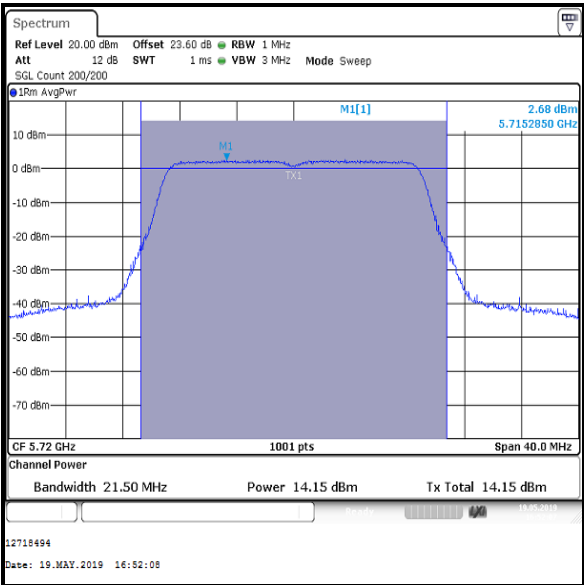 Spectrum
Ref Level 20.00 dBm Offset 23.60 dB RBW 1 MHz
Att 12 dB SWT 1 ms VBW 3 MHz Mode Sweep
SGL Count 200/200
1Rm AvgPwr
M1[1] 2.68 dBm
5.7152850 GHz
10 dBm
M1
0 dBm
TX1
-10 dBm
-20 dBm
-30 dBm
-40 dBm
-50 dBm
-60 dBm
-70 dBm
CF 5.72 GHz 1001 pts Span 40.0 MHz
Channel Power
Bandwidth 21.50 MHz Power 14.15 dBm Tx Total 14.15 dBm
Ready 19.05.2019
12718494
Date: 19.MAY.2019 16:52:08